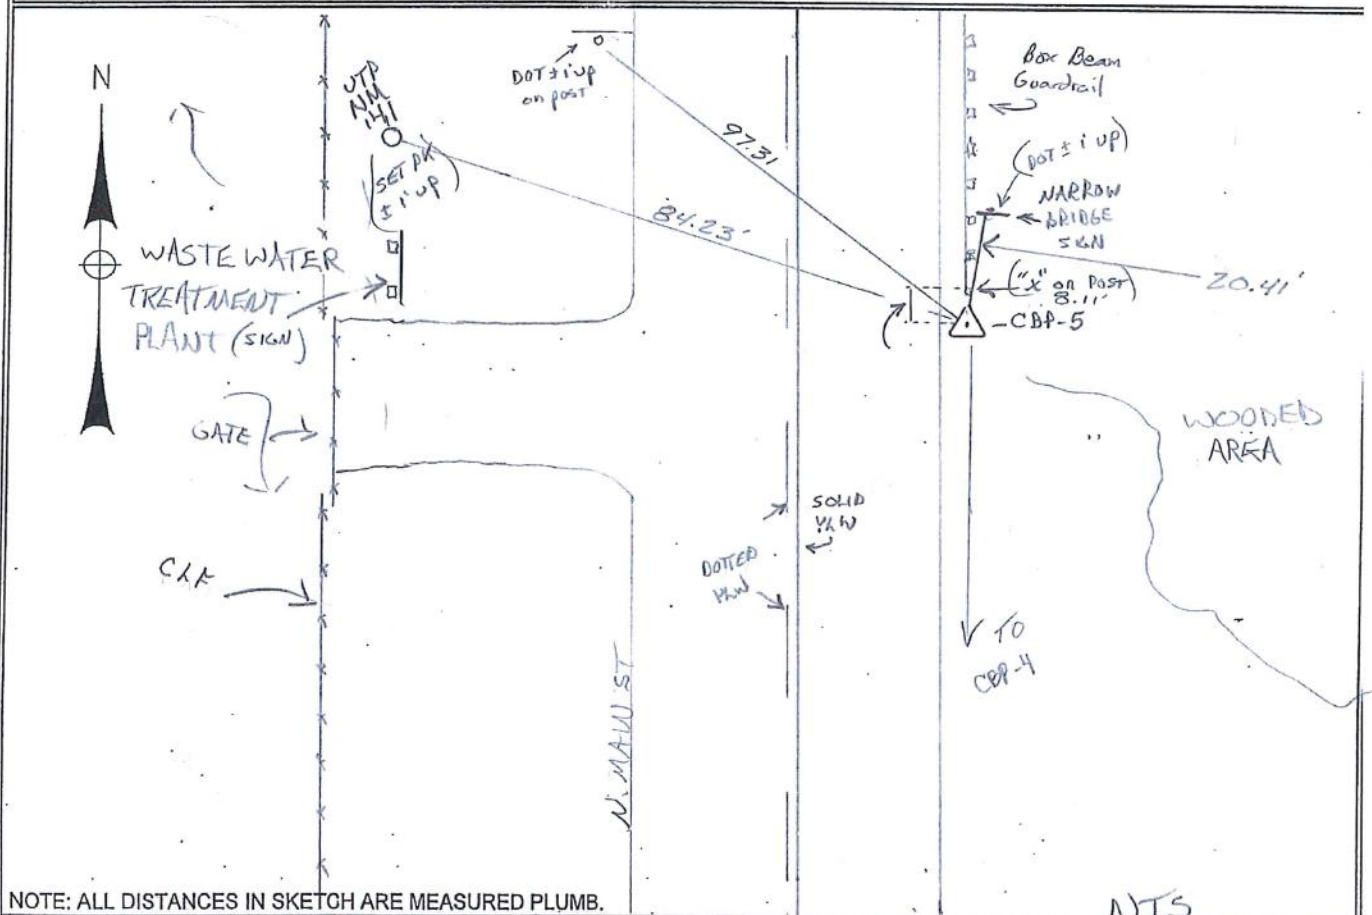 N
UTP
NM
141
(SET PK
± 1' UP)
DOT ± 1' UP
on post
97.31
84.23'
Box Beam
Guardrail
(DOT ± 1' UP)
NARROW
BRIDGE
SIGN
("X" on Post)
8.11'
20.41'
CBP-5
WASTE WATER
TREATMENT
PLANT (SIGN)
GATE
CLF
SOLID
YLW
DOTTED
YLW
WOODED
AREA
TO
CBP-4
N. MAIN ST
NOTE: ALL DISTANCES IN SKETCH ARE MEASURED PLUMB.
NTS